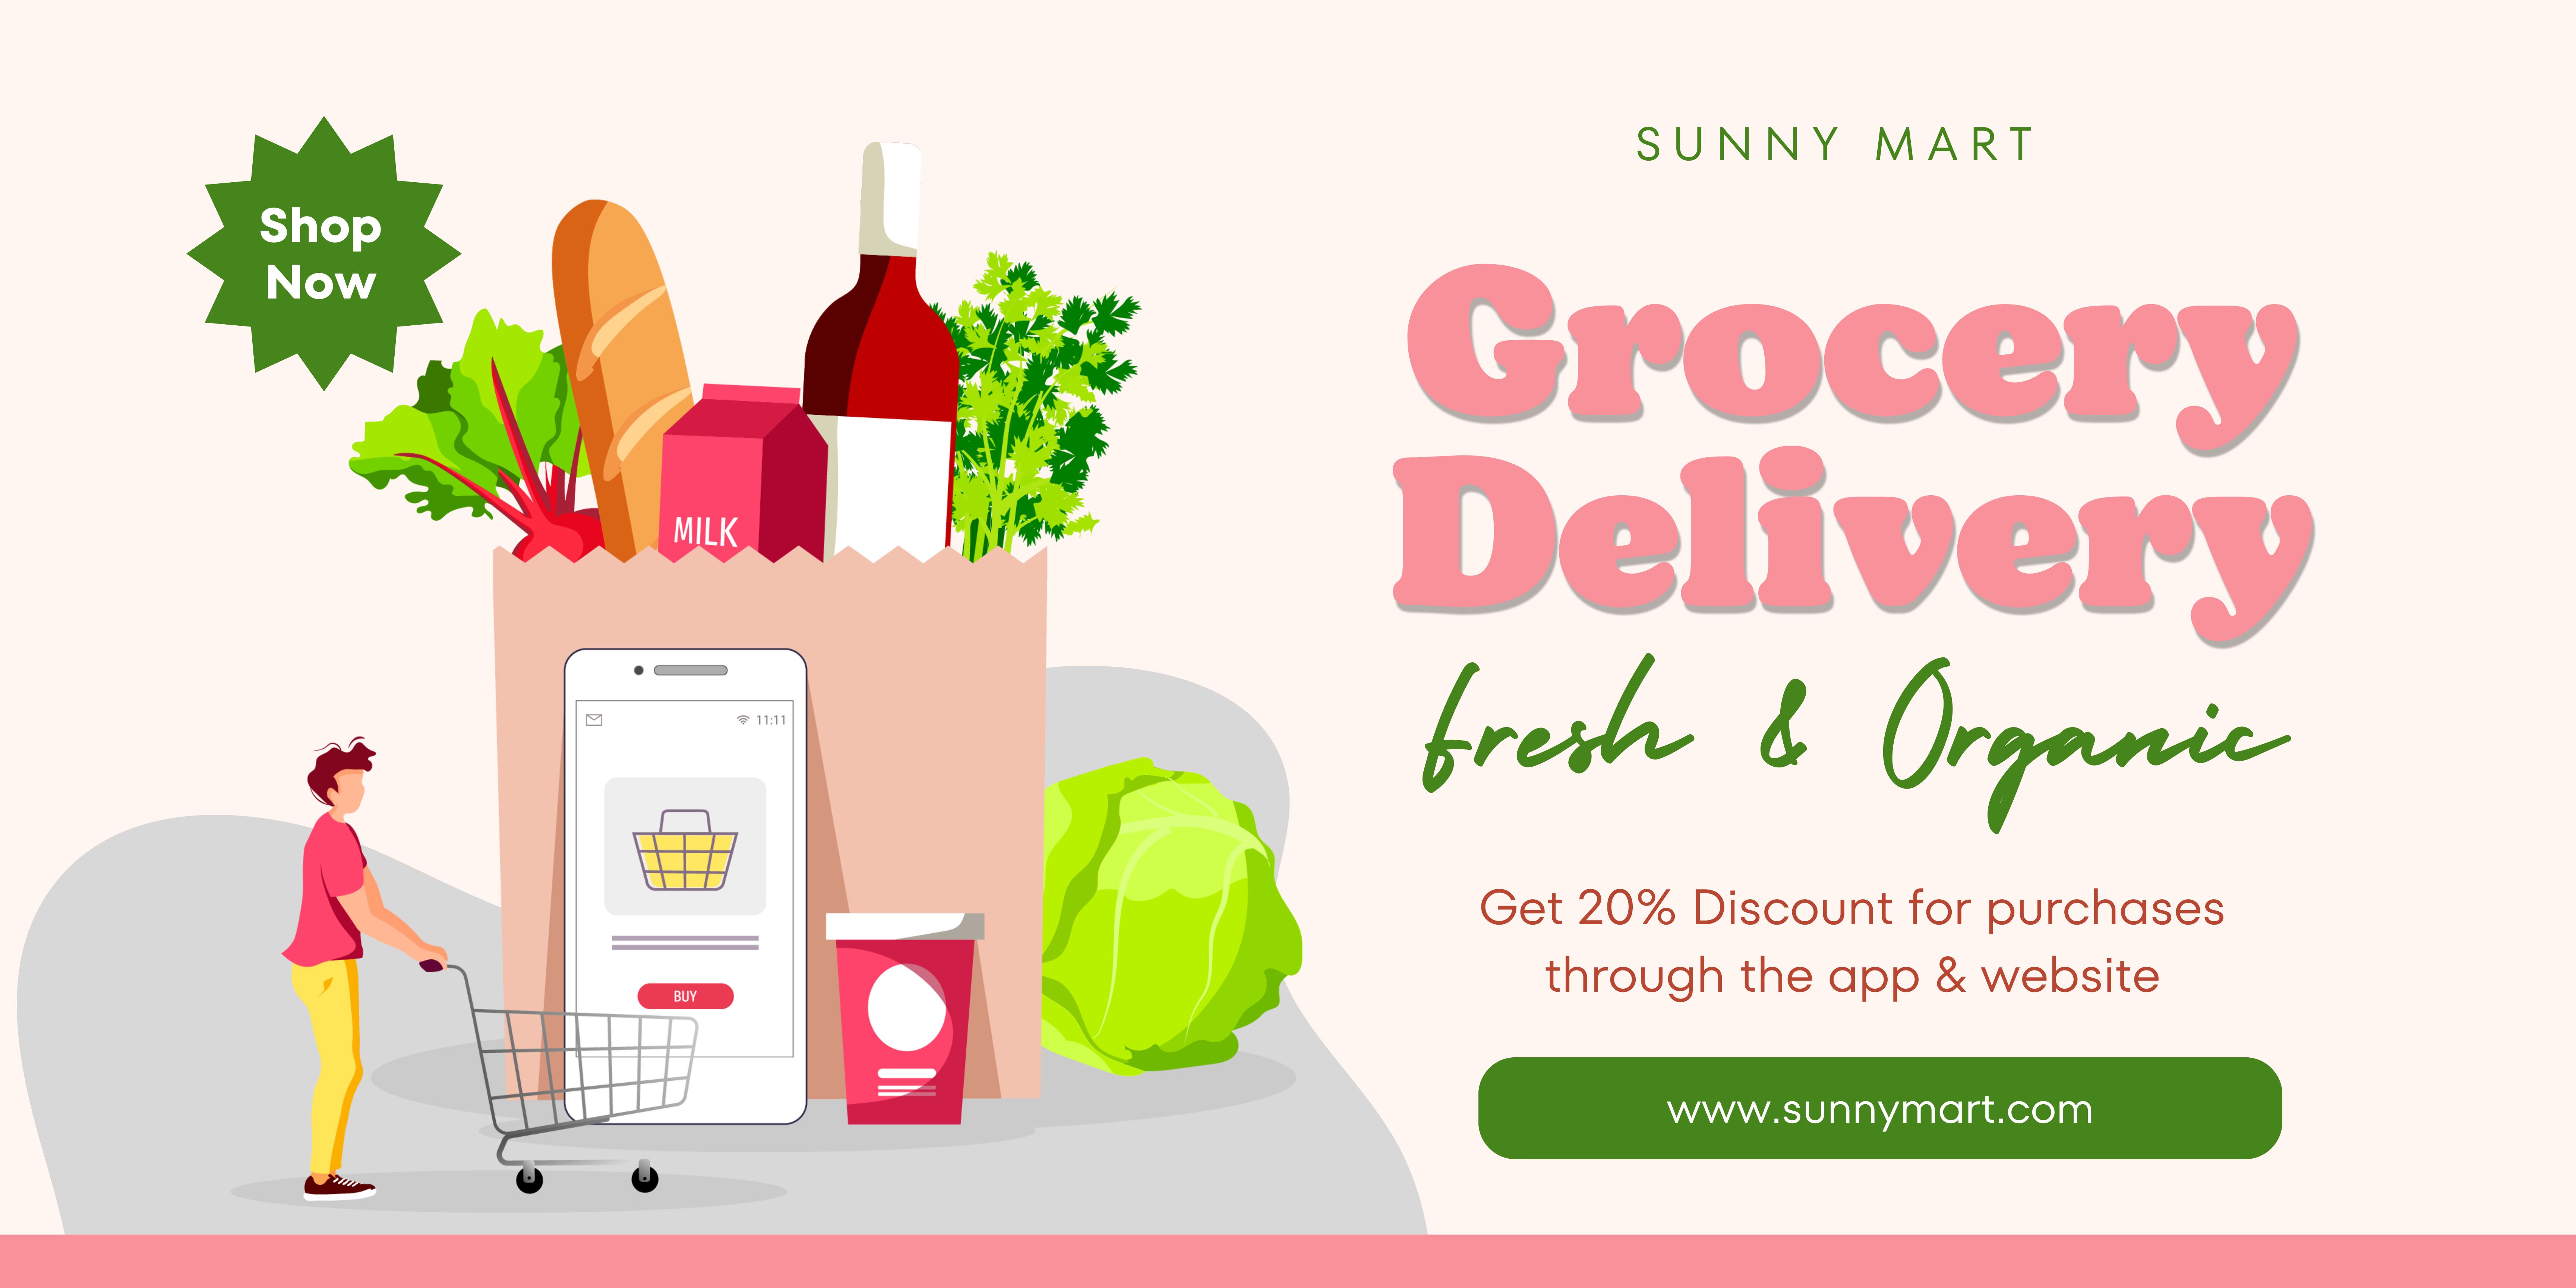 Shop
Now
MILK
11:11
BUY
SUNNY MART
Grocery
Delivery
fresh & Organic
Get 20% Discount for purchases
through the app & website
www.sunnymart.com